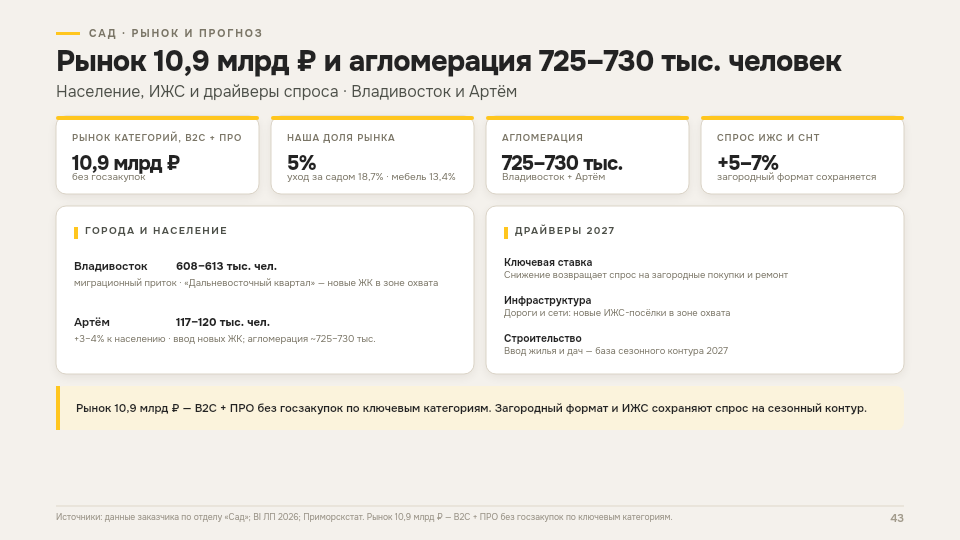 САД · РЫНОК И ПРОГНОЗ
Рынок 10,9 млрд ₽ и агломерация 725–730 тыс. человек
Население, ИЖС и драйверы спроса · Владивосток и Артём
РЫНОК КАТЕГОРИЙ, B2C + ПРО
10,9 млрд ₽
без госзакупок
НАША ДОЛЯ РЫНКА
5%
уход за садом 18,7% · мебель 13,4%
АГЛОМЕРАЦИЯ
725–730 тыс.
Владивосток + Артём
СПРОС ИЖС И СНТ
+5–7%
загородный формат сохраняется
ГОРОДА И НАСЕЛЕНИЕ
Владивосток 608–613 тыс. чел.
миграционный приток · «Дальневосточный квартал» — новые ЖК в зоне охвата
Артём 117–120 тыс. чел.
+3–4% к населению · ввод новых ЖК; агломерация ~725–730 тыс.
ДРАЙВЕРЫ 2027
Ключевая ставка
Снижение возвращает спрос на загородные покупки и ремонт
Инфраструктура
Дороги и сети: новые ИЖС-посёлки в зоне охвата
Строительство
Ввод жилья и дач — база сезонного контура 2027
Рынок 10,9 млрд ₽ — B2C + ПРО без госзакупок по ключевым категориям. Загородный формат и ИЖС сохраняют спрос на сезонный контур.
Источники: данные заказчика по отделу «Сад»; BI ЛП 2026; Приморскстат. Рынок 10,9 млрд ₽ — B2C + ПРО без госзакупок по ключевым категориям.
43